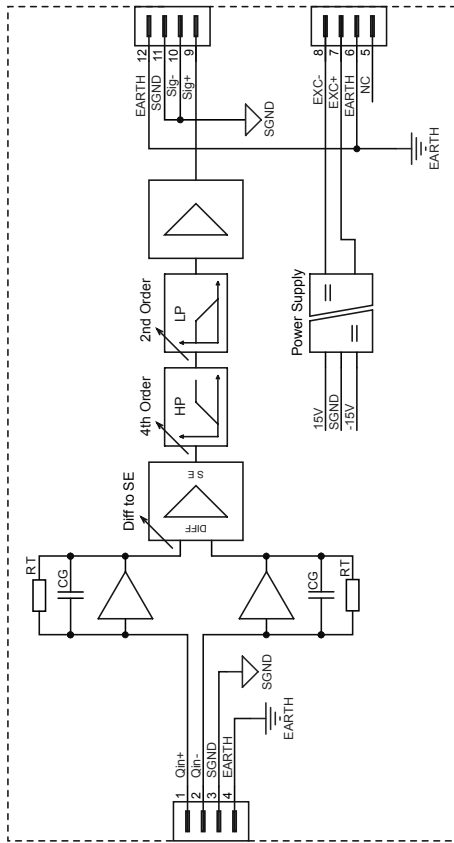 EARTH
SGND
Sig-
Sig+
12
11
10
9
SGND
EXC-
EXC+
EARTH
NC
8
7
6
5
EARTH
2nd Order
LP
4th Order
HP
Diff to SE
S E
DIFF
Power Supply
15V
SGND
-15V
RT
CG
CG
RT
Qin+
Qin-
SGND
EARTH
1
2
3
4
SGND
EARTH